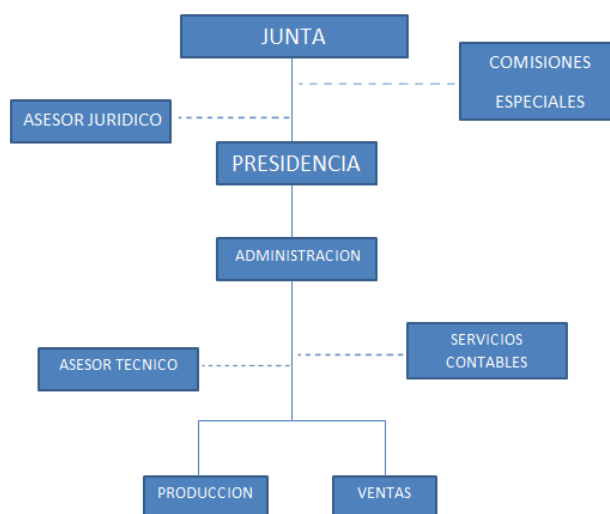 JUNTA
COMISIONES
ESPECIALES
ASESOR JURIDICO
PRESIDENCIA
ADMINISTRACION
SERVICIOS
CONTABLES
ASESOR TECNICO
PRODUCCION
VENTAS